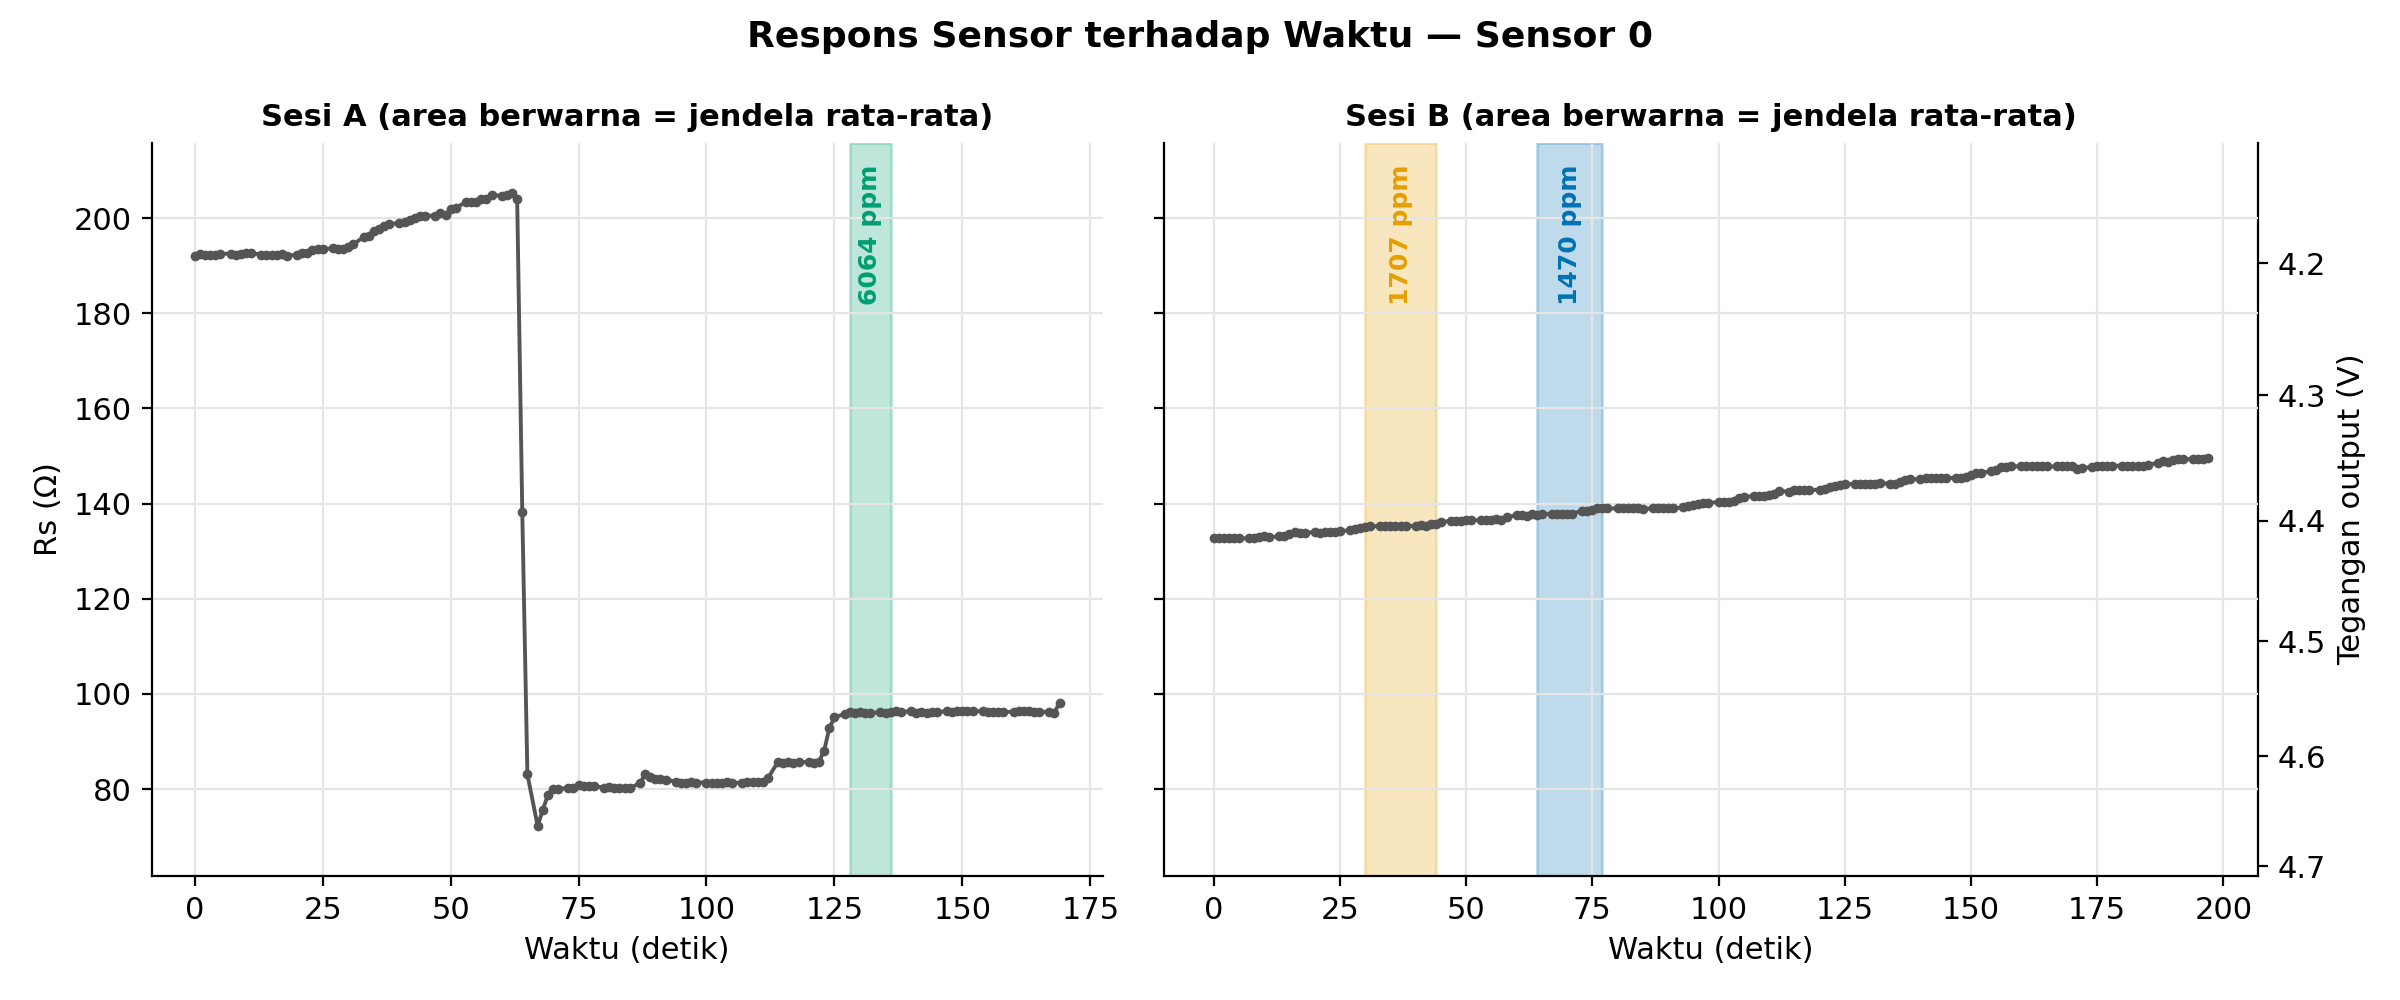 Respons Sensor terhadap Waktu — Sensor 0
Sesi A (area berwarna = jendela rata-rata)
Rs (Ω)
200
180
160
140
120
100
80
6064 ppm
0 25 50 75 100 125 150 175
Waktu (detik)
Sesi B (area berwarna = jendela rata-rata)
1707 ppm
1470 ppm
4.2
4.3
4.4
4.5
4.6
4.7
Tegangan output (V)
0 25 50 75 100 125 150 175 200
Waktu (detik)